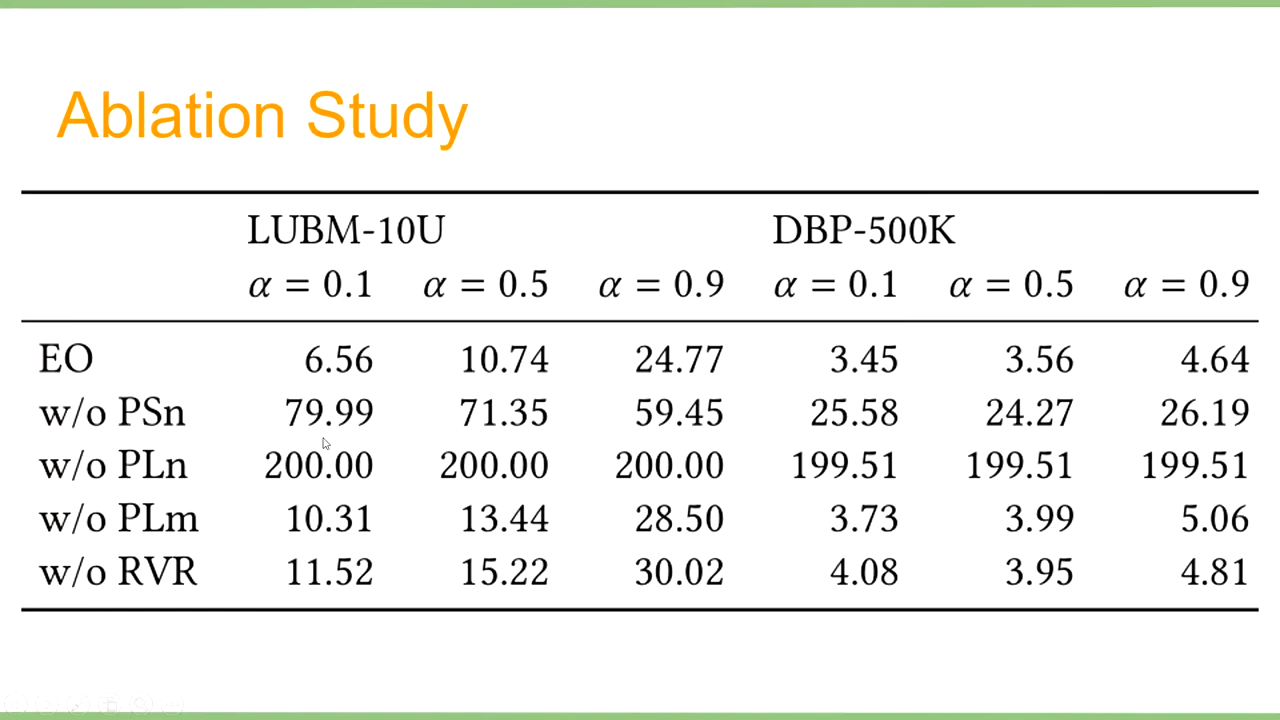 Ablation Study
LUBM-10U DBP-500K
α = 0.1 α = 0.5 α = 0.9 α = 0.1 α = 0.5 α = 0.9
EO 6.56 10.74 24.77 3.45 3.56 4.64
w/o PSn 79.99 71.35 59.45 25.58 24.27 26.19
w/o PLn 200.00 200.00 200.00 199.51 199.51 199.51
w/o PLm 10.31 13.44 28.50 3.73 3.99 5.06
w/o RVR 11.52 15.22 30.02 4.08 3.95 4.81